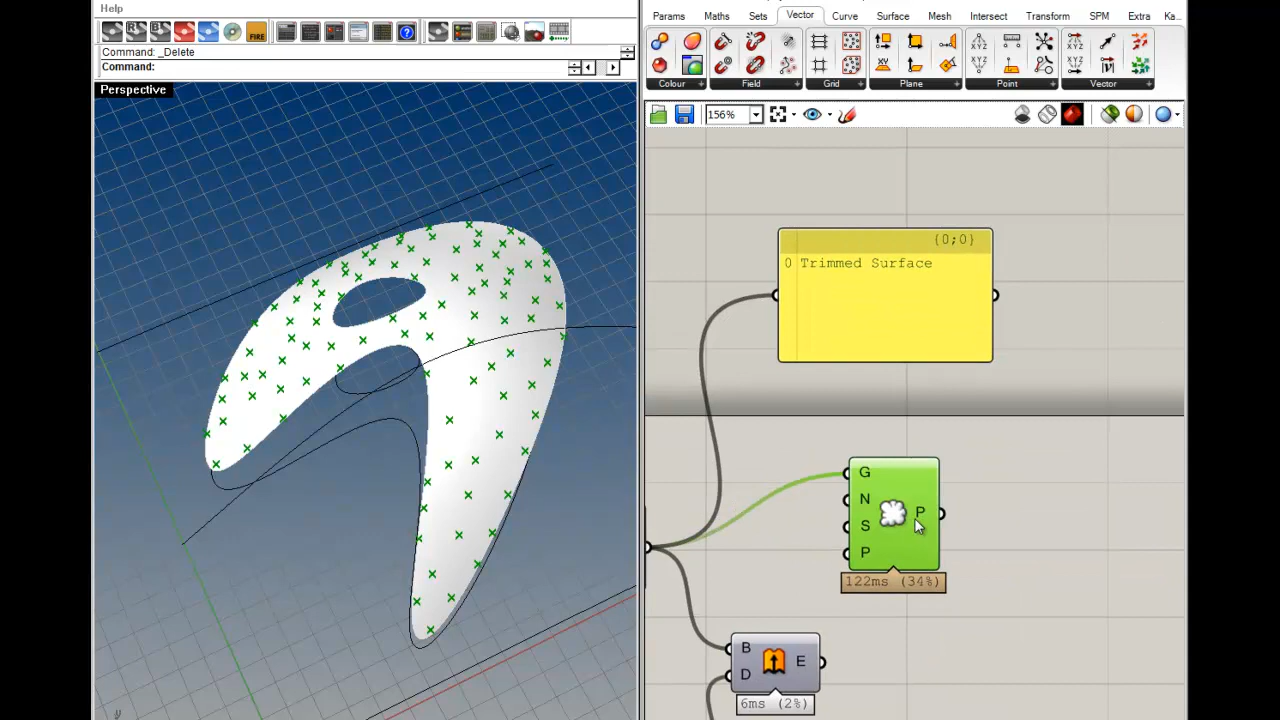 Help
Command: _Delete
Command:
Perspective
Params Maths Sets Vector Curve Surface Mesh Intersect Transform SPM Extra Ka...
Colour Field Grid Plane Point Vector
156%
{0;0}
0 Trimmed Surface
G
N
S
P
P
122ms (34%)
B
D
E
6ms (2%)
y